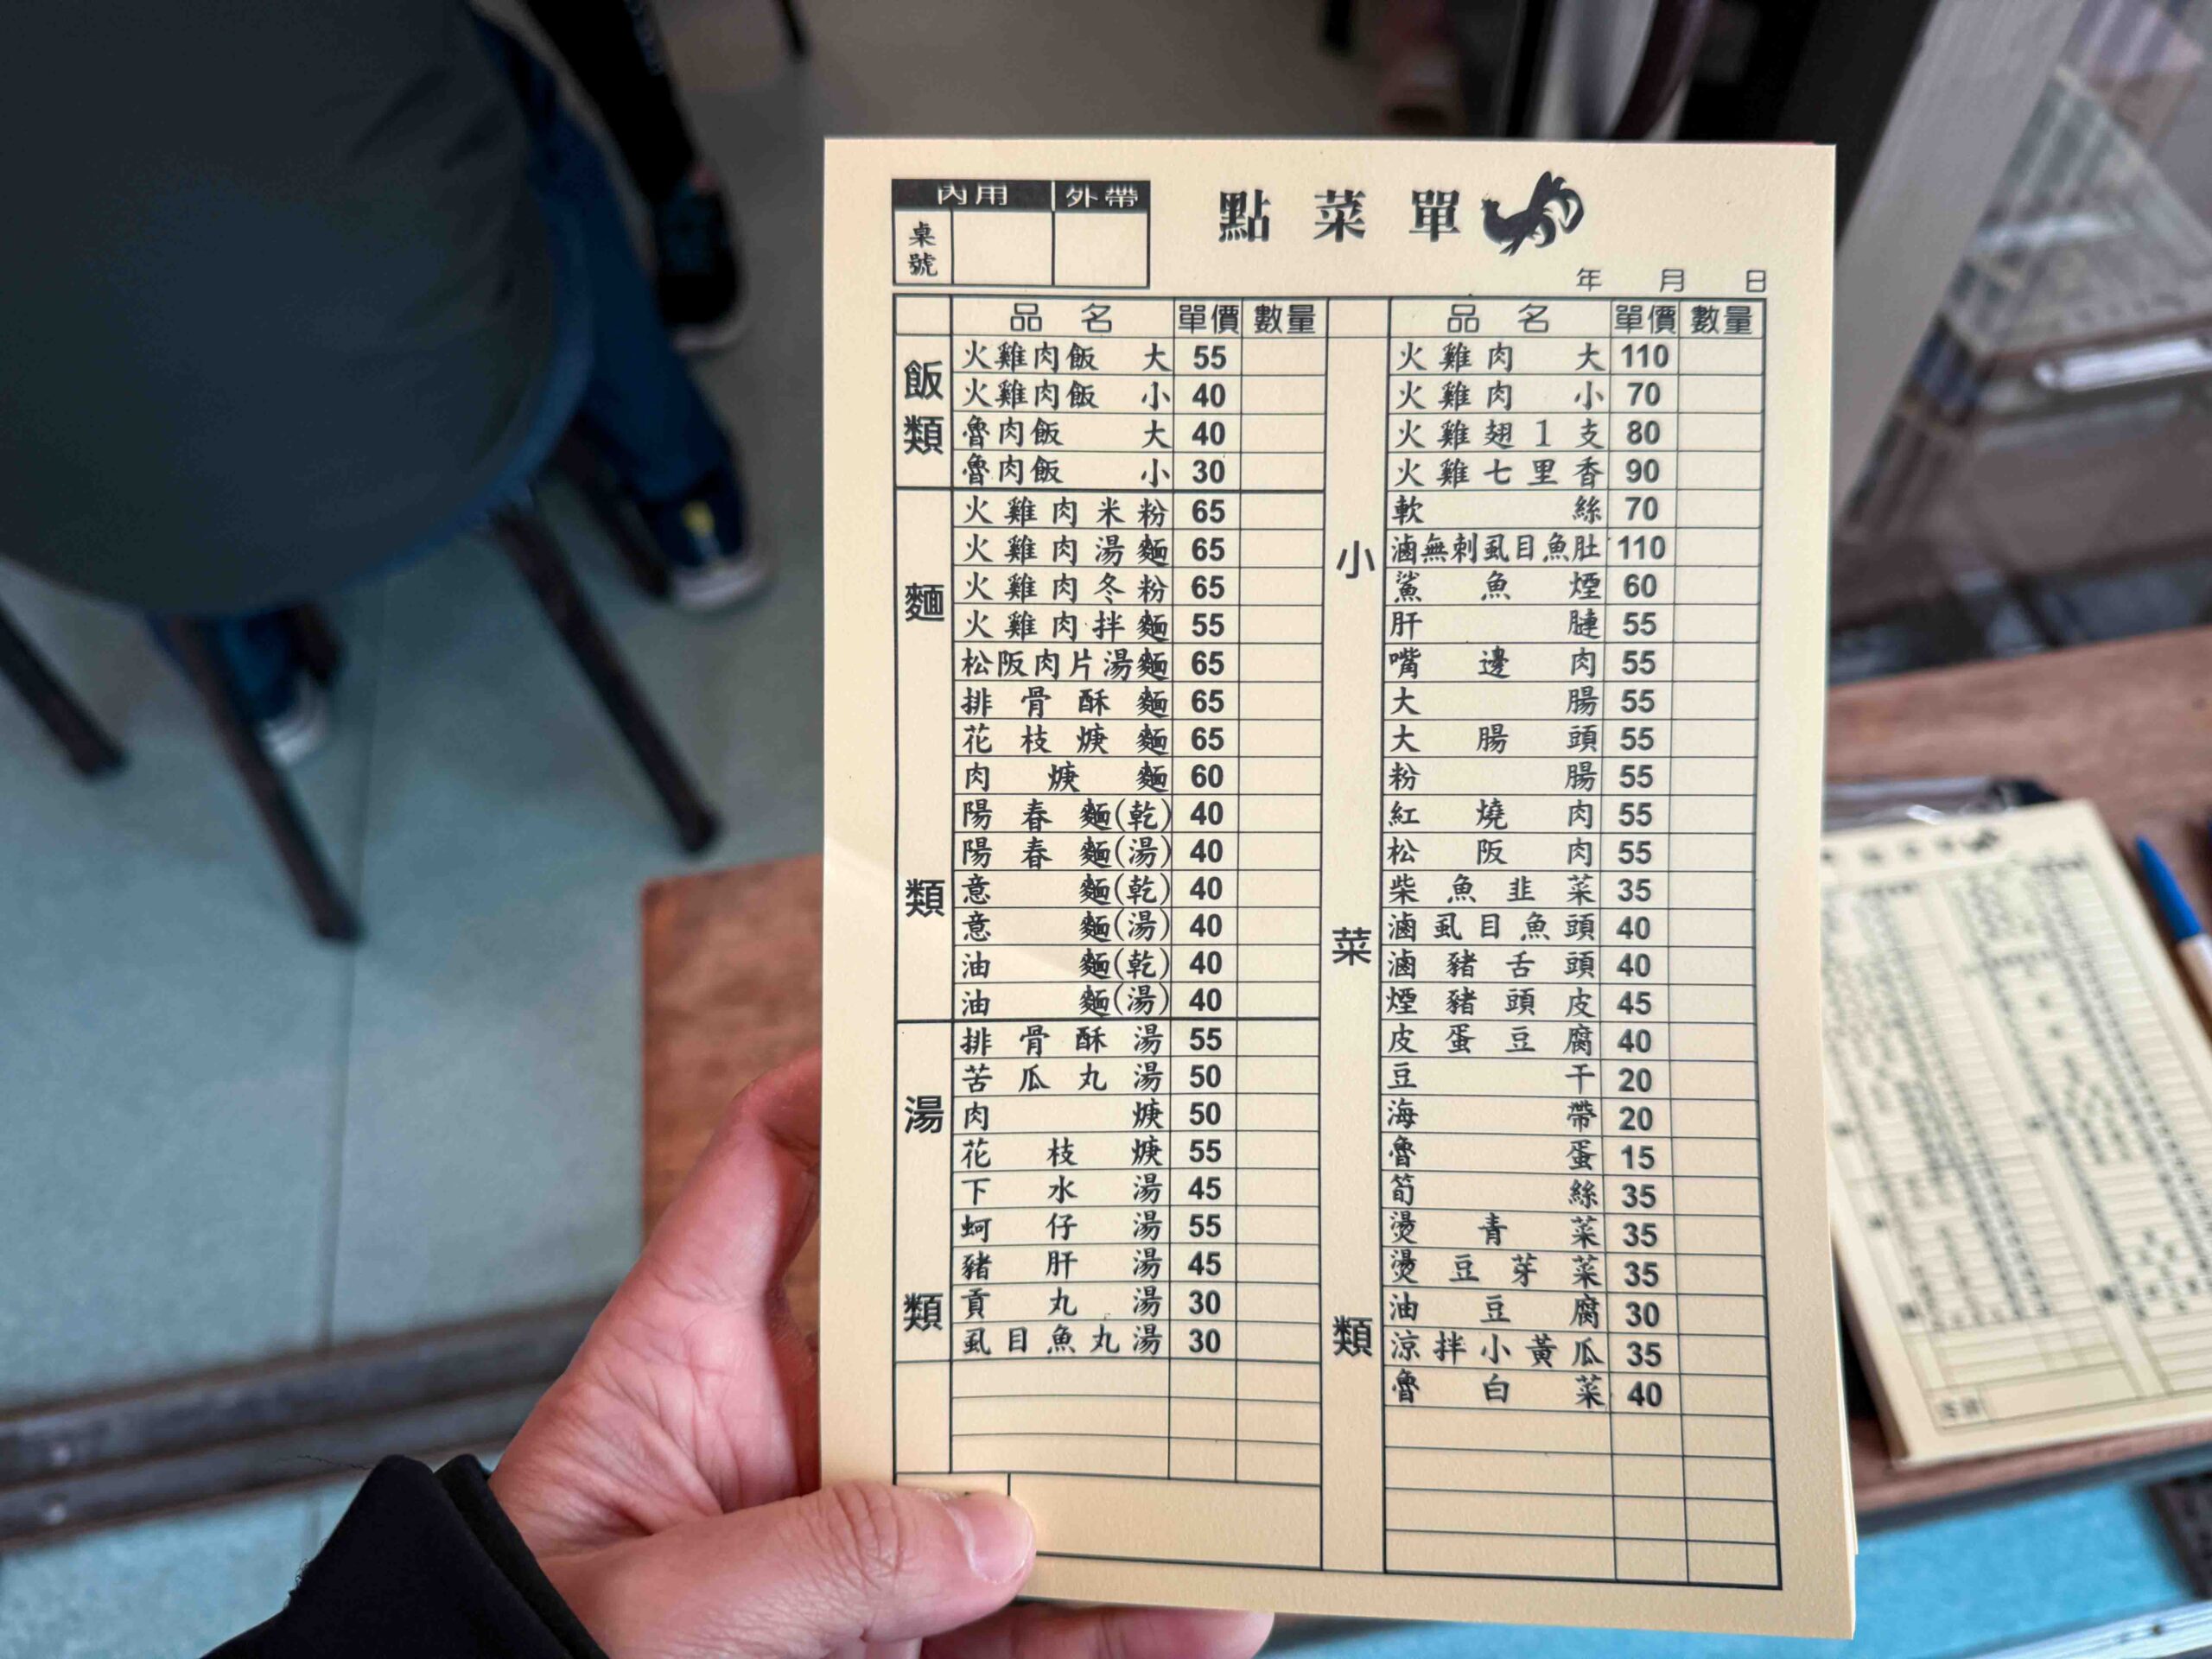 內用 外帶
桌號
點菜單
年 月 日
品名 單價 數量
飯類
火雞肉飯 大 55
火雞肉飯 小 40
魯肉飯 大 40
魯肉飯 小 30
麵類
火雞肉米粉 65
火雞肉湯麵 65
火雞肉冬粉 65
火雞肉拌麵 55
松阪肉片湯麵 65
排骨酥麵 65
花枝焿麵 65
肉焿麵 60
陽春麵(乾) 40
陽春麵(湯) 40
意麵(乾) 40
意麵(湯) 40
油麵(乾) 40
油麵(湯) 40
湯類
排骨酥湯 55
苦瓜丸湯 50
肉焿 50
花枝焿 55
下水湯 45
蚵仔湯 55
豬肝湯 45
貢丸湯 30
虱目魚丸湯 30
品名 單價 數量
小菜類
火雞肉 大 110
火雞肉 小 70
火雞翅1支 80
火雞七里香 90
軟絲 70
滷無刺虱目魚肚 110
鯊魚煙 60
肝腱 55
嘴邊肉 55
大腸 55
大腸頭 55
粉腸 55
紅燒肉 55
松阪肉 55
柴魚韭菜 35
滷虱目魚頭 40
滷豬舌頭 40
煙豬頭皮 45
皮蛋豆腐 40
豆干 20
海帶 20
魯蛋 15
筍絲 35
燙青菜 35
燙豆芽菜 35
油豆腐 30
涼拌小黃瓜 35
魯白菜 40